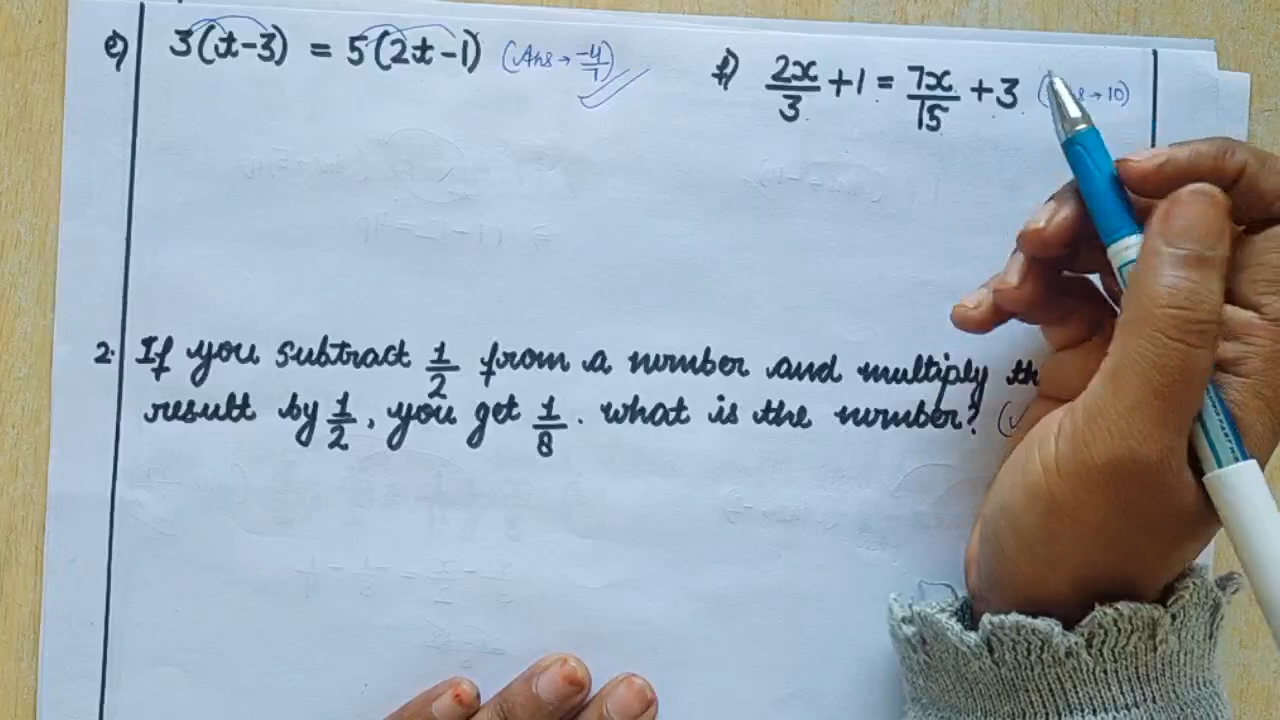 e) 3(t-3) = 5(2t-1) (Ans → -4/7)
f) 2x/3 + 1 = 7x/15 + 3 → 10)
2. If you subtract 1/2 from a number and multiply
result by 1/2, you get 1/8. what is the number?